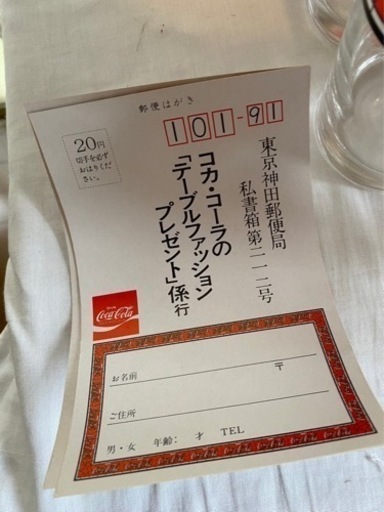 郵便はがき
101-91
20円
切手を必ず
おはりくだ
さい。
東京神田郵便局
私書箱第二一二号
コカ・コーラの
「テーブルファッション
プレゼント」係行
Coca-Cola
お名前
〒
ご住所
男・女 年齢： 才 TEL